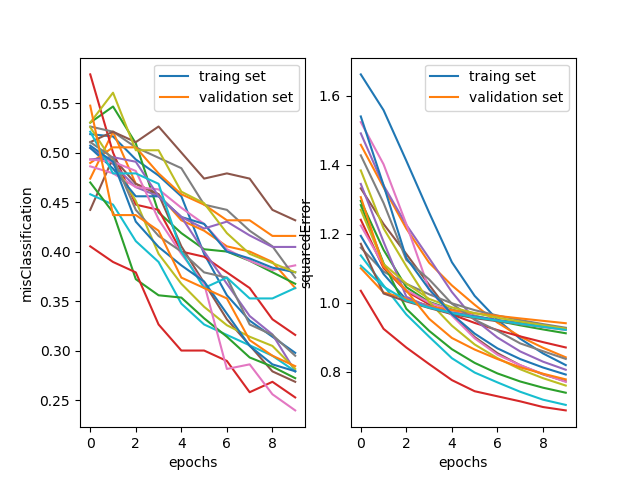 traing set
validation set
0.55
0.50
0.45
0.40
0.35
0.30
0.25
misClassification
0 2 4 6 8
epochs
traing set
validation set
1.6
1.4
1.2
1.0
0.8
squaredError
0 2 4 6 8
epochs